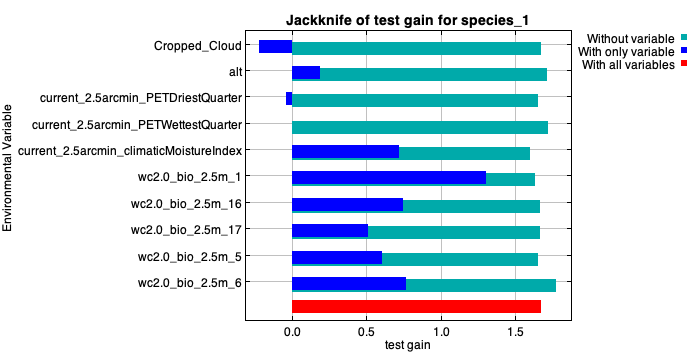 Jackknife of test gain for species_1
Without variable
With only variable
With all variables
Environmental Variable
Cropped_Cloud
alt
current_2.5arcmin_PETDriestQuarter
current_2.5arcmin_PETWettestQuarter
current_2.5arcmin_climaticMoistureIndex
wc2.0_bio_2.5m_1
wc2.0_bio_2.5m_16
wc2.0_bio_2.5m_17
wc2.0_bio_2.5m_5
wc2.0_bio_2.5m_6
0.0 0.5 1.0 1.5
test gain